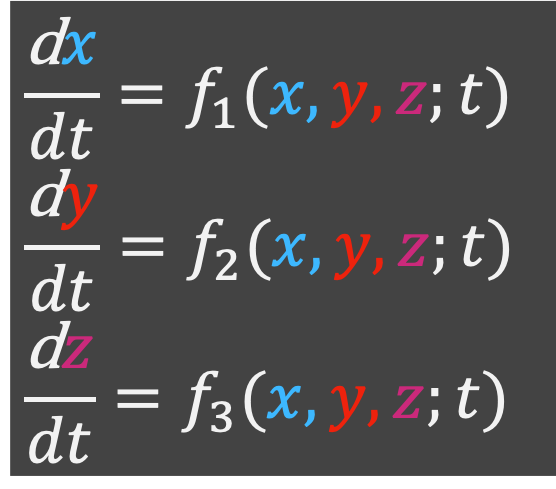 dx/dt = f₁(x, y, z; t)
dy/dt = f₂(x, y, z; t)
dz/dt = f₃(x, y, z; t)